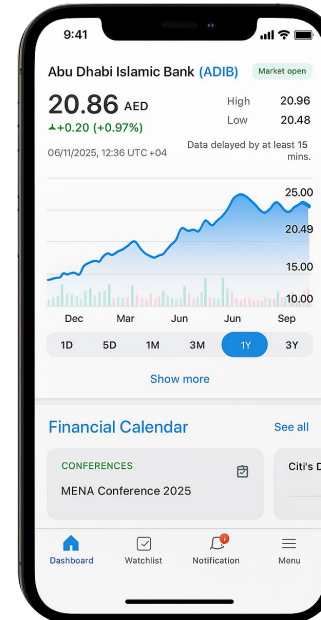 9:41
Abu Dhabi Islamic Bank (ADIB)
Market open
20.86 AED
+0.20 (+0.97%)
High 20.96
Low 20.48
06/11/2025, 12:36 UTC +04
Data delayed by at least 15
mins.
25.00
20.49
15.00
10.00
Dec Mar Jun Jun Sep
1D 5D 1M 3M 1Y 3Y
Show more
Financial Calendar
See all
CONFERENCES
MENA Conference 2025
Citi's D
Dashboard Watchlist Notification Menu